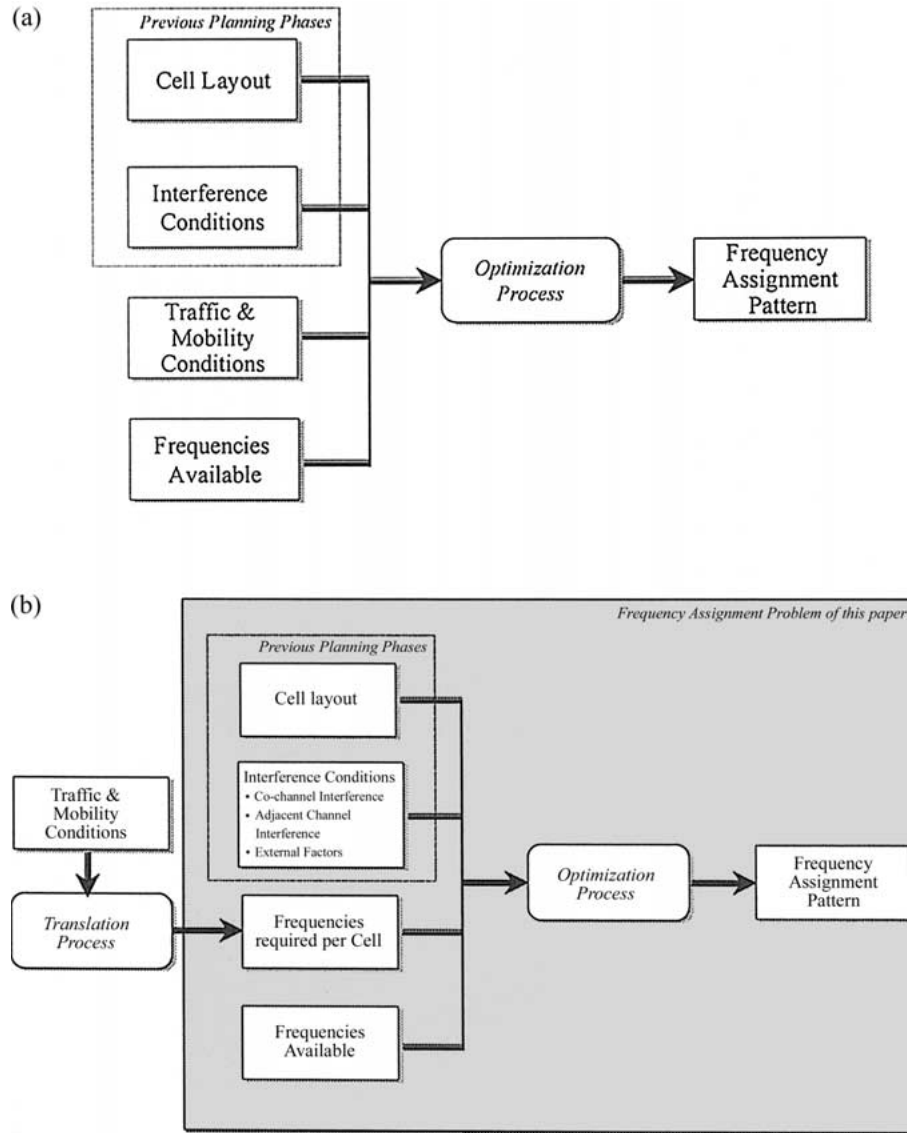 (a)
Previous Planning Phases
Cell Layout
Interference
Conditions
Traffic &
Mobility
Conditions
Frequencies
Available
Optimization
Process
Frequency
Assignment
Pattern
(b)
Frequency Assignment Problem of this paper
Previous Planning Phases
Cell layout
Interference Conditions
• Co-channel Interference
• Adjacent Channel
Interference
• External Factors
Traffic &
Mobility
Conditions
Translation
Process
Frequencies
required per Cell
Frequencies
Available
Optimization
Process
Frequency
Assignment
Pattern